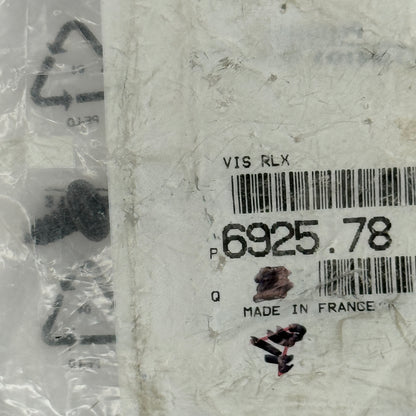 VIS RLX
P 6925.78
Q
MADE IN FRANCE